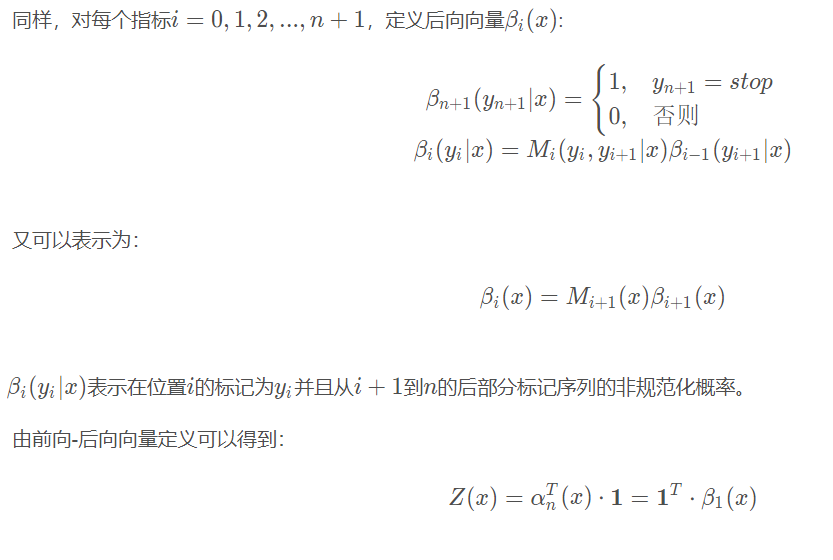 同样，对每个指标$i = 0, 1, 2, ..., n + 1$，定义后向向量$\beta_i(x)$:
$$\beta_{n+1}(y_{n+1}|x) = \begin{cases} 1, & y_{n+1} = stop \\ 0, & 否则 \end{cases}$$
$$\beta_i(y_i|x) = M_i(y_i, y_{i+1}|x)\beta_{i-1}(y_{i+1}|x)$$
又可以表示为：
$$\beta_i(x) = M_{i+1}(x)\beta_{i+1}(x)$$
$\beta_i(y_i|x)$表示在位置$i$的标记为$y_i$并且从$i + 1$到$n$的后部分标记序列的非规范化概率。
由前向-后向向量定义可以得到：
$$Z(x) = \alpha_n^T(x) \cdot \mathbf{1} = \mathbf{1}^T \cdot \beta_1(x)$$